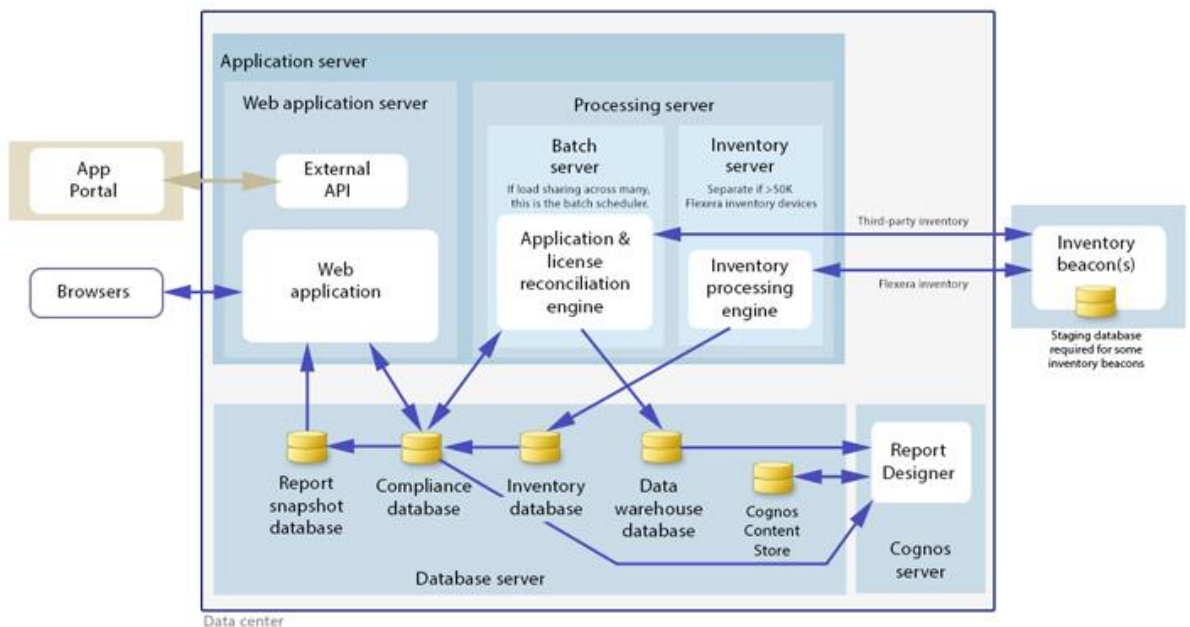 Application server
Web application server
Processing server
App
Portal
External
API
Batch
server
If load sharing across many,
this is the batch scheduler.
Inventory
server
Separate if >50K
Flexera inventory devices
Third-party inventory
Browsers
Web
application
Application &
license
reconciliation
engine
Inventory
processing
engine
Flexera inventory
Inventory
beacon(s)
Staging database
required for some
inventory beacons
Report
snapshot
database
Compliance
database
Inventory
database
Data
warehouse
database
Cognos
Content
Store
Report
Designer
Database server
Cognos
server
Data center